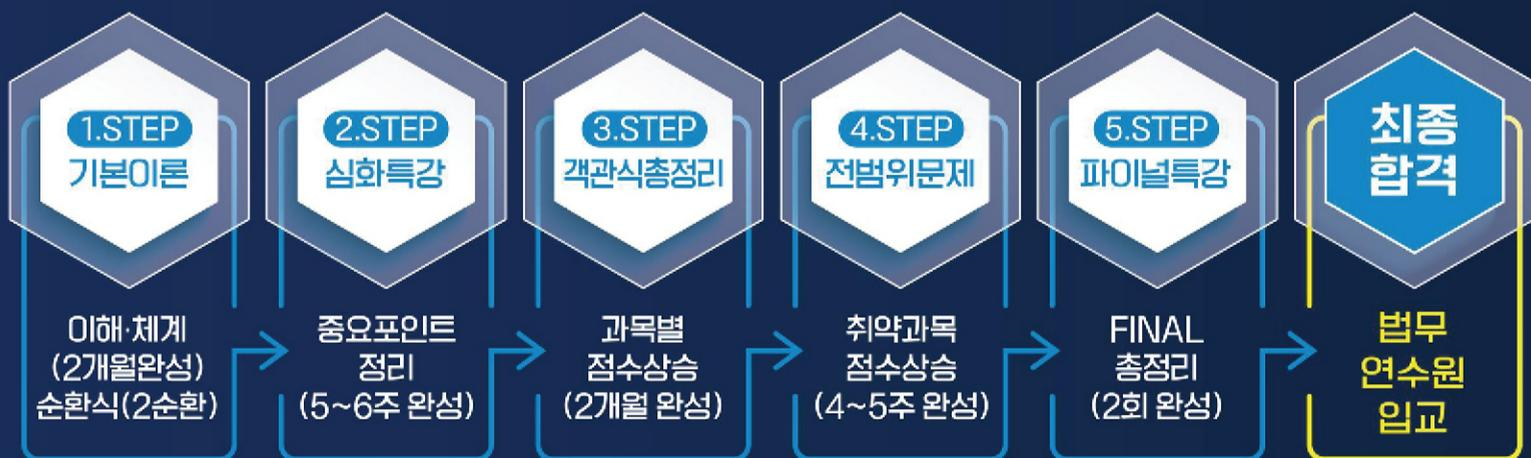 1.STEP
기본이론
이해·체계
(2개월완성)
순환식(2순환)
2.STEP
심화특강
중요포인트
정리
(5~6주 완성)
3.STEP
객관식총정리
과목별
점수상승
(2개월 완성)
4.STEP
전범위문제
취약과목
점수상승
(4~5주 완성)
5.STEP
파이널특강
FINAL
총정리
(2회 완성)
최종
합격
법무
연수원
입교